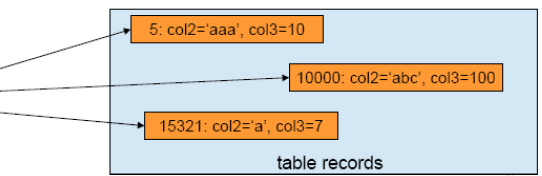 5: col2=‘aaa’, col3=10
10000: col2=‘abc’, col3=100
15321: col2=‘a’, col3=7
table records